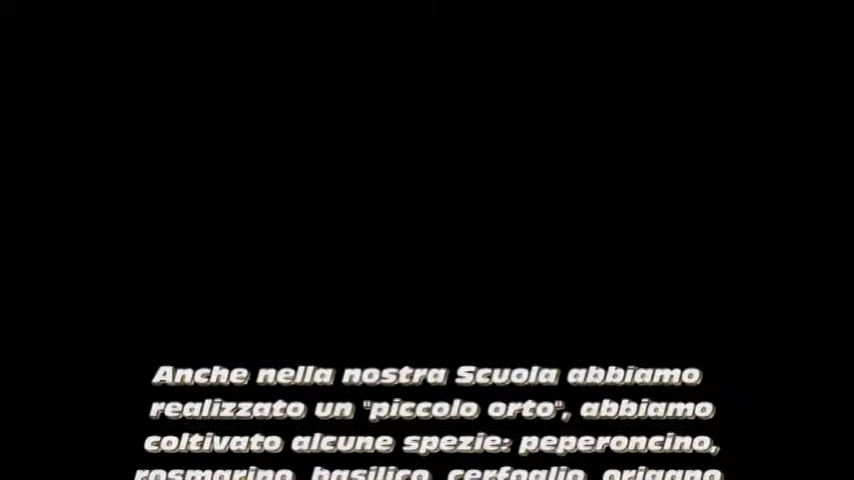 Anche nella nostra Scuola abbiamo
realizzato un "piccolo orto", abbiamo
coltivato alcune spezie: peperoncino,
rosmarino, basilico, cerfoglio, origano